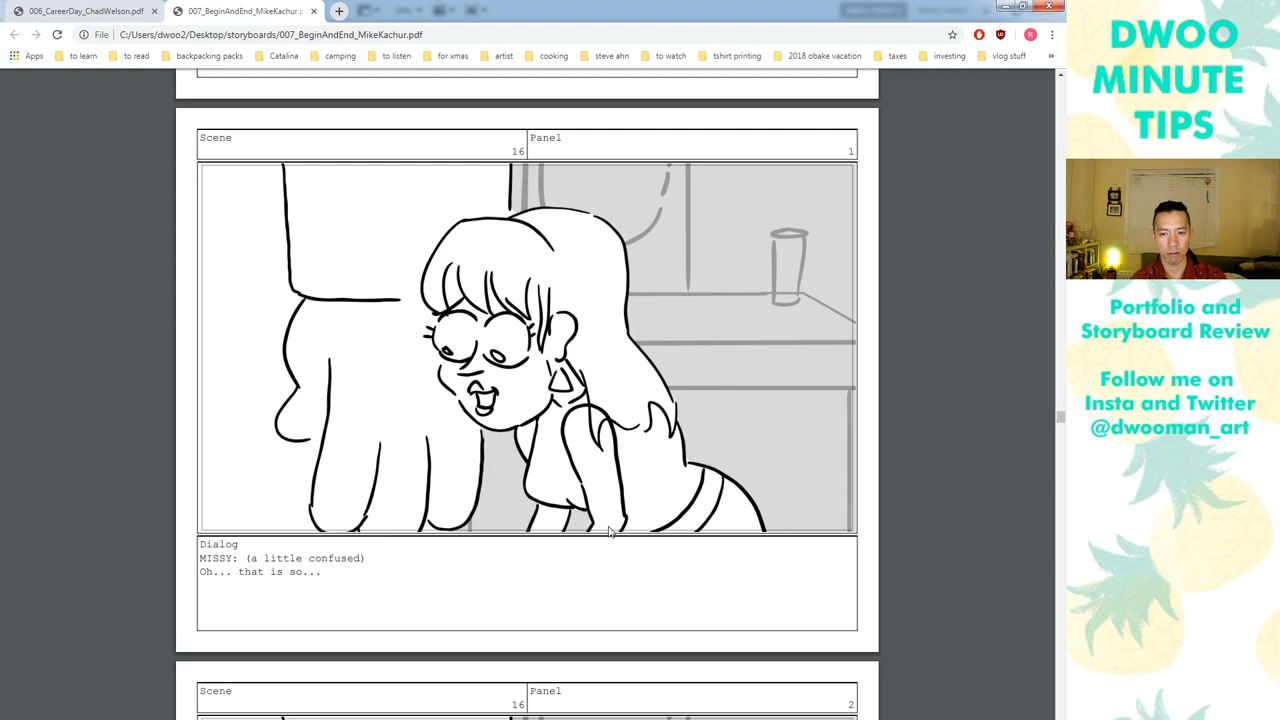 006_CareerDay_ChadWelson.pdf
007_BeginAndEnd_MikeKachur.pdf
File
C:/Users/dwoo2/Desktop/storyboards/007_BeginAndEnd_MikeKachur.pdf
R
Apps to learn to read backpacking packs Catalina camping to listen for xmas artist cooking steve ahn to watch tshirt printing 2018 obake vacation taxes investing vlog stuff
DWOO
MINUTE
TIPS
Scene Panel
16 1
Dialog
MISSY: (a little confused)
Oh... that is so...
Scene Panel
16 2
Portfolio and
Storyboard Review
Follow me on
Insta and Twitter
@dwooman_art